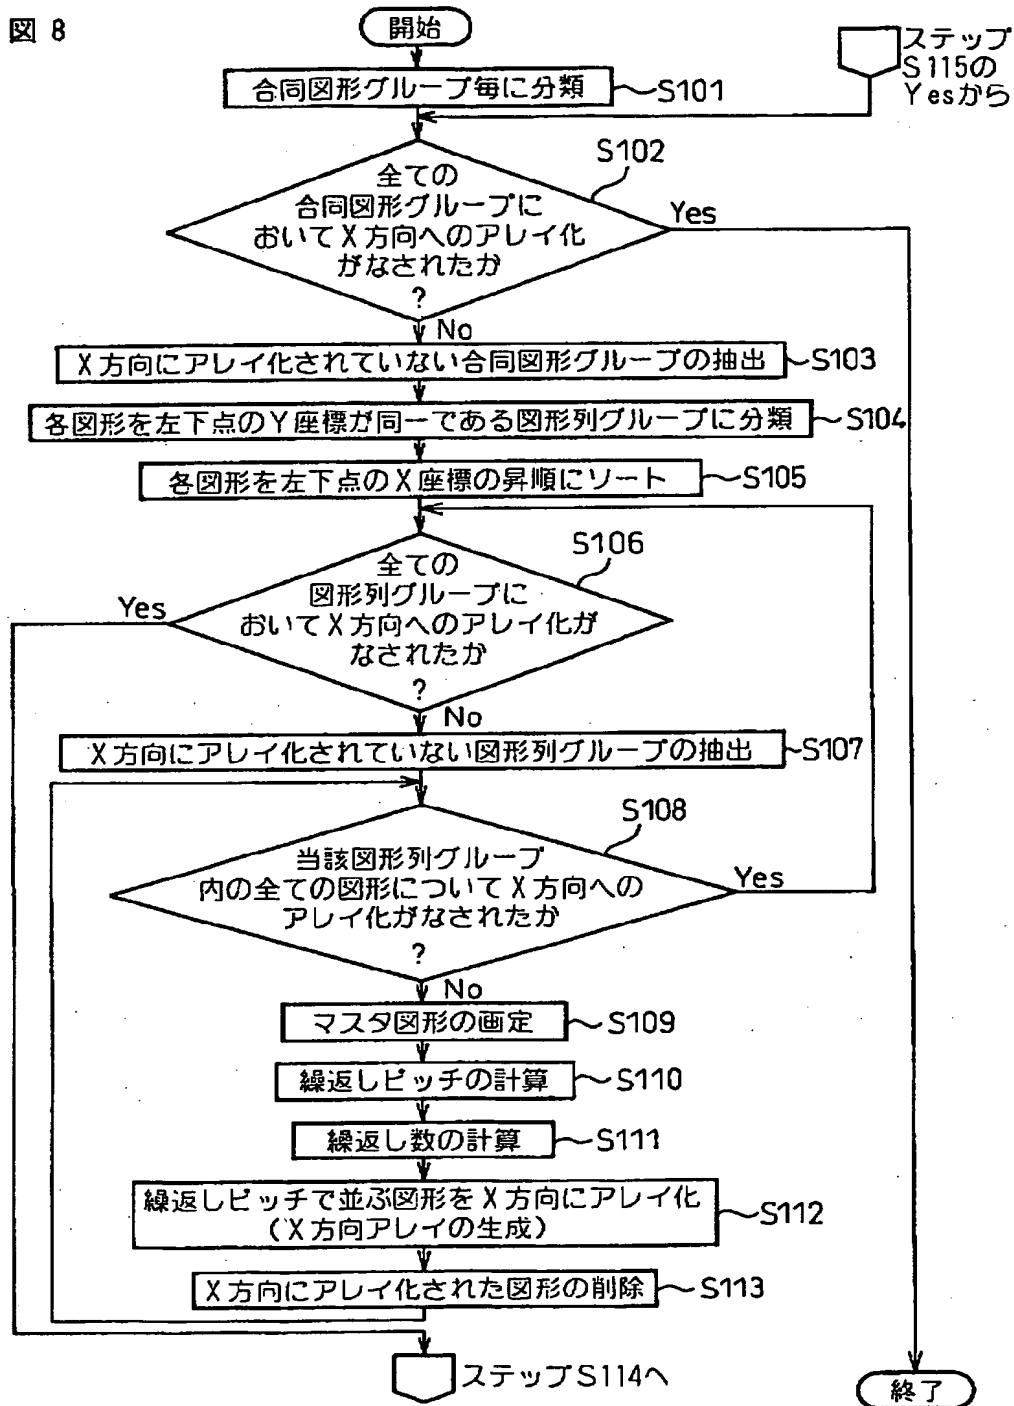 図 8
開始
ステップ
S115の
Yesから
合同図形グループ毎に分類
S101
S102
全ての
合同図形グループに
おいてX方向へのアレイ化
がなされたか
?
Yes
No
X方向にアレイ化されていない合同図形グループの抽出
S103
各図形を左下点のY座標が同一である図形列グループに分類
S104
各図形を左下点のX座標の昇順にソート
S105
S106
全ての
図形列グループに
おいてX方向へのアレイ化が
なされたか
?
Yes
No
X方向にアレイ化されていない図形列グループの抽出
S107
S108
当該図形列グループ
内の全ての図形についてX方向への
アレイ化がなされたか
?
Yes
No
マスタ図形の画定
S109
繰返しピッチの計算
S110
繰返し数の計算
S111
繰返しピッチで並ぶ図形をX方向にアレイ化
(X方向アレイの生成)
S112
X方向にアレイ化された図形の削除
S113
ステップS114へ
終了